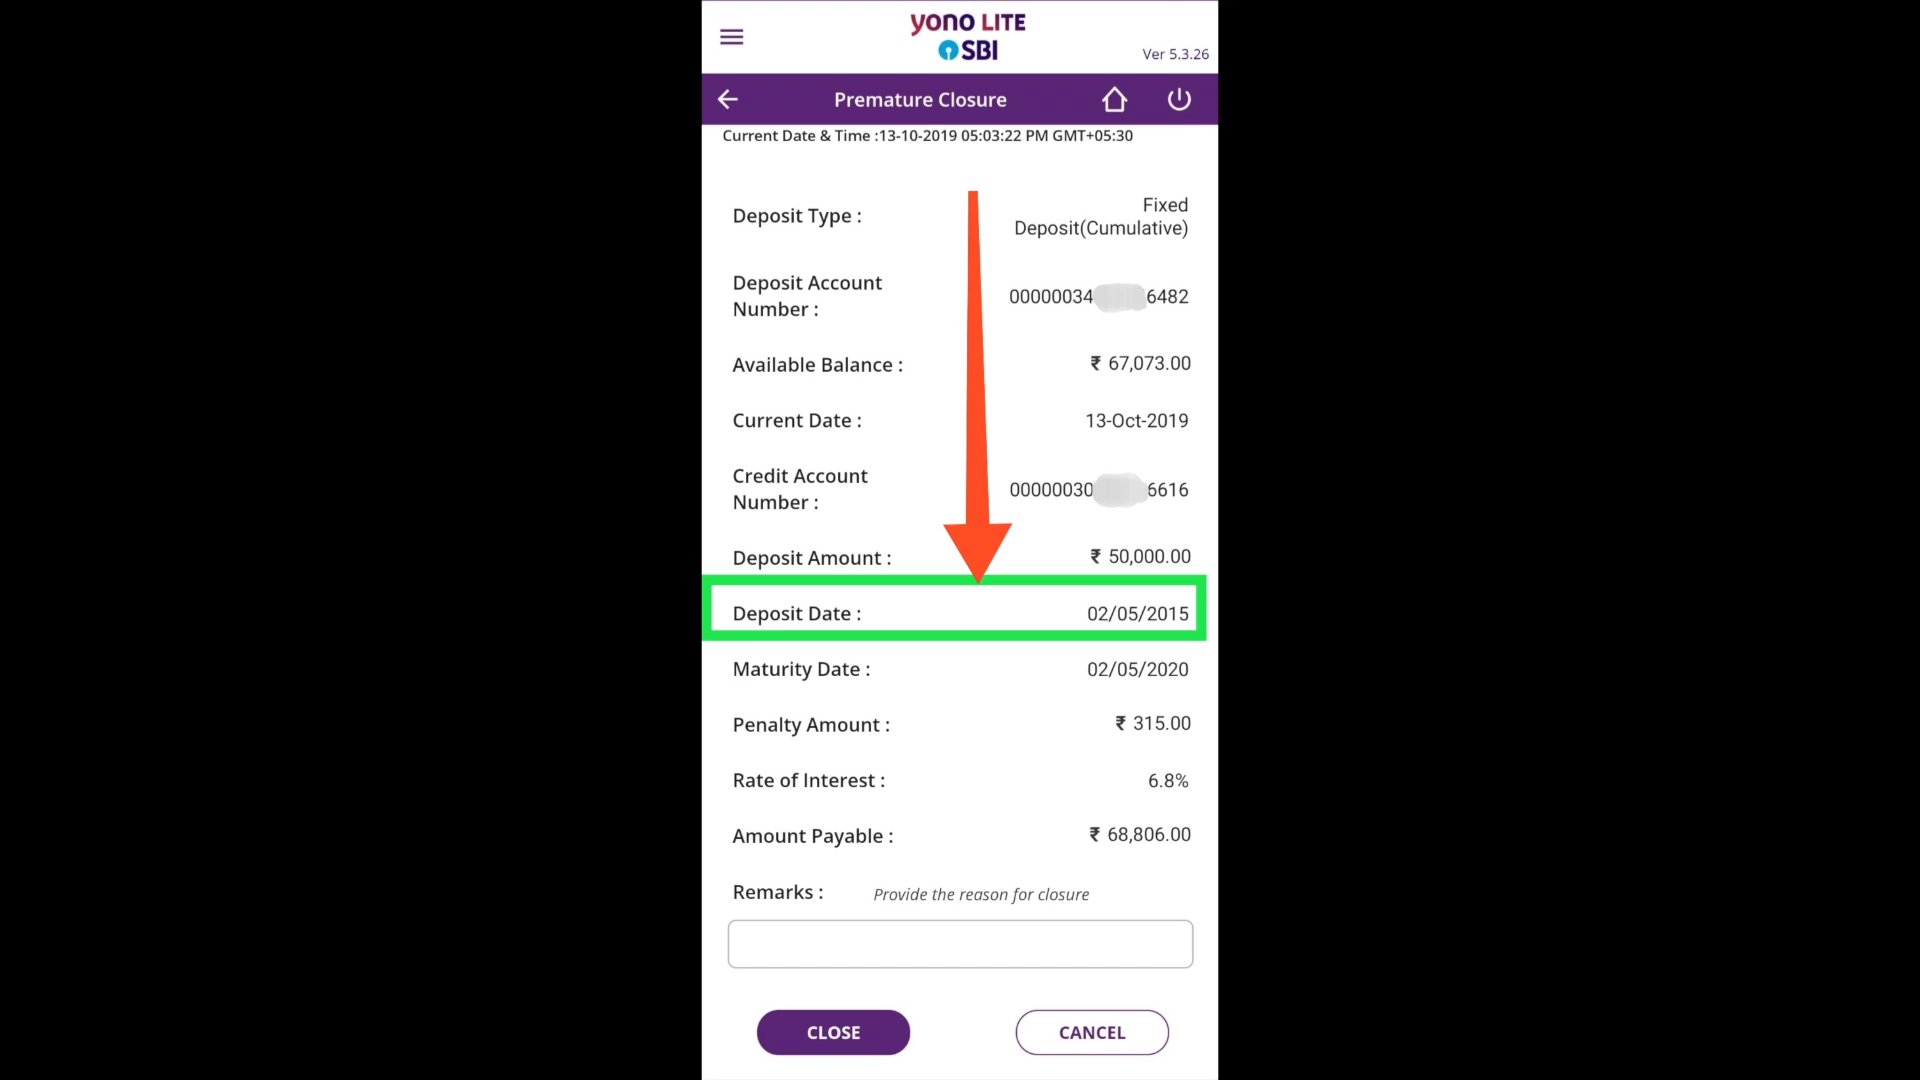 yono LITE
SBI
Ver 5.3.26
Premature Closure
Current Date & Time :13-10-2019 05:03:22 PM GMT+05:30
Deposit Type :
Fixed
Deposit(Cumulative)
Deposit Account
Number :
00000034 6482
Available Balance :
₹ 67,073.00
Current Date :
13-Oct-2019
Credit Account
Number :
00000030 6616
Deposit Amount :
₹ 50,000.00
Deposit Date :
02/05/2015
Maturity Date :
02/05/2020
Penalty Amount :
₹ 315.00
Rate of Interest :
6.8%
Amount Payable :
₹ 68,806.00
Remarks :
Provide the reason for closure
CLOSE
CANCEL